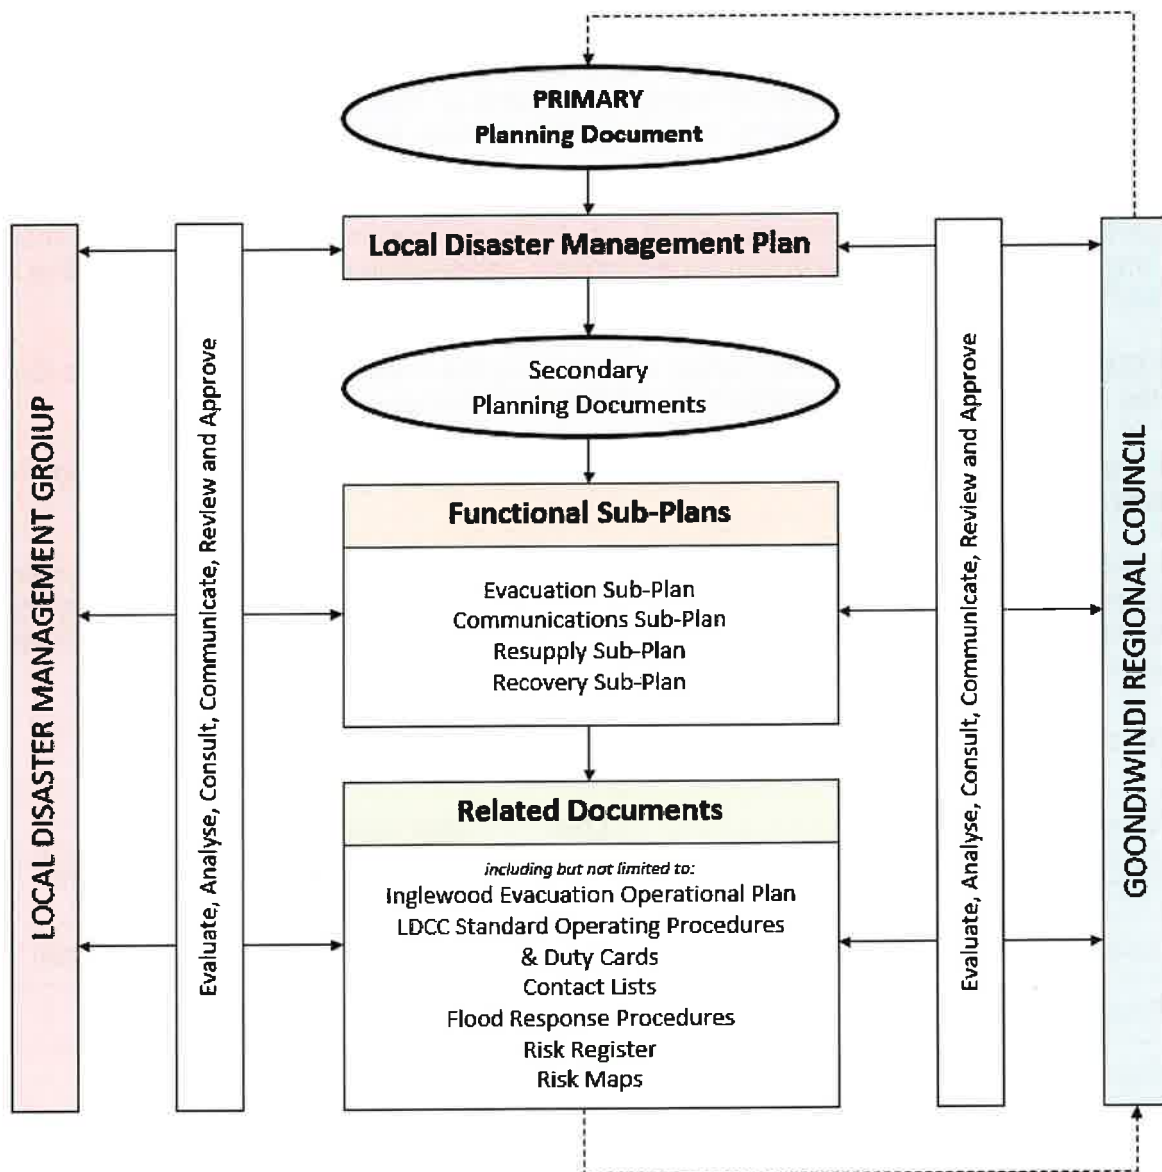 PRIMARY
Planning Document
Local Disaster Management Plan
Secondary
Planning Documents
Functional Sub-Plans
Evacuation Sub-Plan
Communications Sub-Plan
Resupply Sub-Plan
Recovery Sub-Plan
Related Documents
including but not limited to:
Inglewood Evacuation Operational Plan
LDCC Standard Operating Procedures
& Duty Cards
Contact Lists
Flood Response Procedures
Risk Register
Risk Maps
LOCAL DISASTER MANAGEMENT GROIUP
Evaluate, Analyse, Consult, Communicate, Review and Approve
Evaluate, Analyse, Consult, Communicate, Review and Approve
GOONDIWINDI REGIONAL COUNCIL